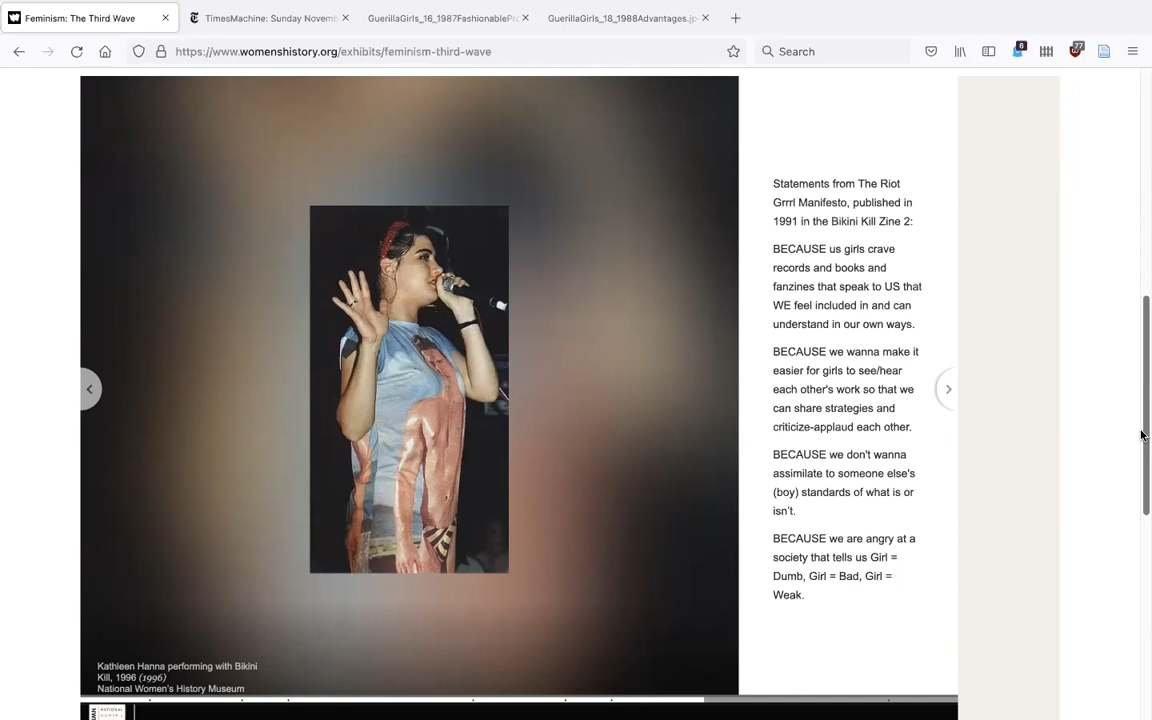 Feminism: The Third Wave
TimesMachine: Sunday Novemb
GuerillaGirls_16_1987FashionablePr
GuerillaGirls_18_1988Advantages.jp
https://www.womenshistory.org/exhibits/feminism-third-wave
Search
6
77
Statements from The Riot
Grrrl Manifesto, published in
1991 in the Bikini Kill Zine 2:
BECAUSE us girls crave
records and books and
fanzines that speak to US that
WE feel included in and can
understand in our own ways.
BECAUSE we wanna make it
easier for girls to see/hear
each other's work so that we
can share strategies and
criticize-applaud each other.
BECAUSE we don't wanna
assimilate to someone else's
(boy) standards of what is or
isn't.
BECAUSE we are angry at a
society that tells us Girl =
Dumb, Girl = Bad, Girl =
Weak.
Kathleen Hanna performing with Bikini
Kill, 1996 (1996)
National Women's History Museum